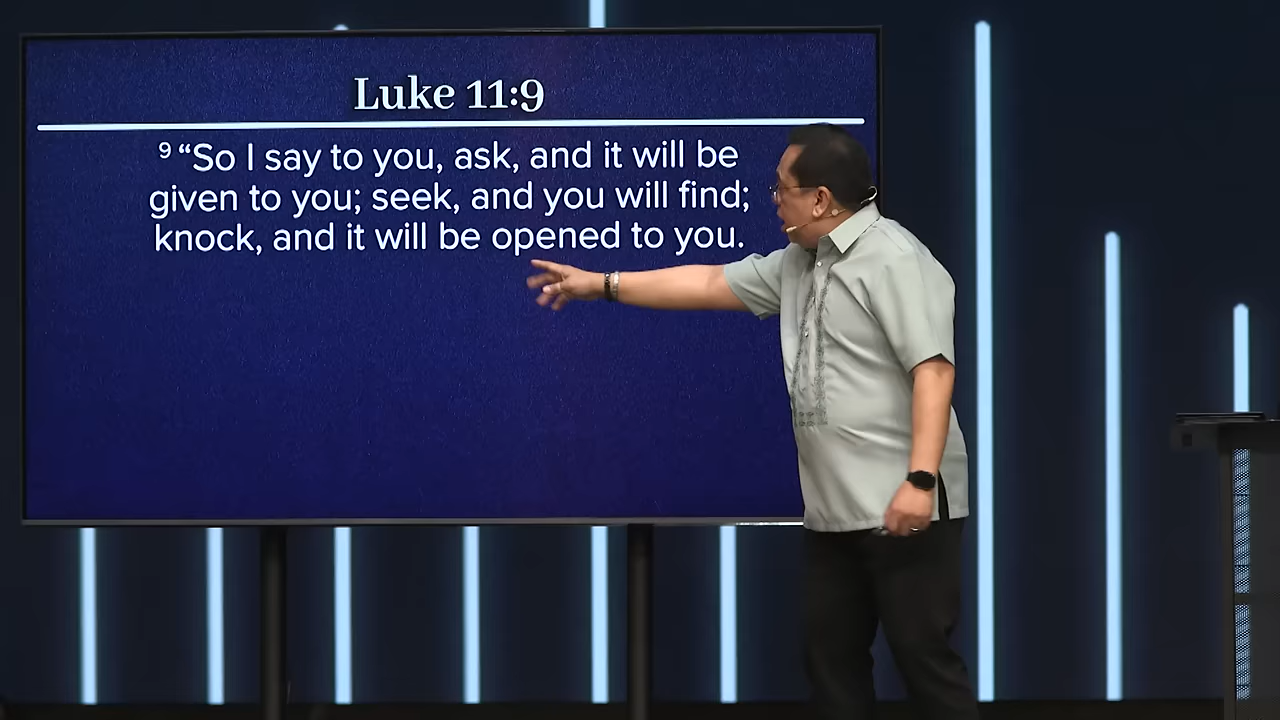 Luke 11:9
9 “So I say to you, ask, and it will be
given to you; seek, and you will find;
knock, and it will be opened to you.